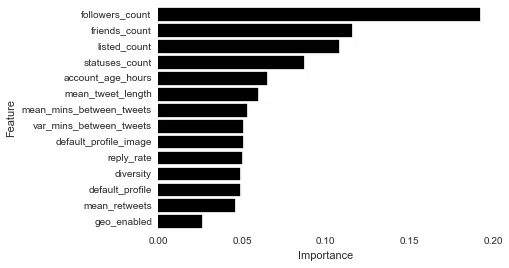 Feature
followers_count
friends_count
listed_count
statuses_count
account_age_hours
mean_tweet_length
mean_mins_between_tweets
var_mins_between_tweets
default_profile_image
reply_rate
diversity
default_profile
mean_retweets
geo_enabled
0.00 0.05 0.10 0.15 0.20
Importance